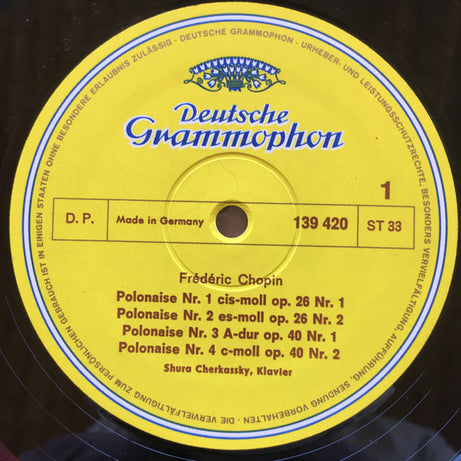 Deutsche
Grammophon
1
D. P.
Made in Germany
139 420
ST 33
Frédéric Chopin
Polonaise Nr. 1 cis-moll op. 26 Nr. 1
Polonaise Nr. 2 es-moll op. 26 Nr. 2
Polonaise Nr. 3 A-dur op. 40 Nr. 1
Polonaise Nr. 4 c-moll op. 40 Nr. 2
Shura Cherkassky, Klavier
DEUTSCHE GRAMMOPHON · URHEBER- UND LEISTUNGSSCHUTZRECHTE, BESONDERS VERVIELFÄLTIGUNG, AUFFÜHRUNG, SENDUNG VORBEHALTEN · DIE VERVIELFÄLTIGUNG ZUM PERSÖNLICHEN GEBRAUCH IST IN EINIGEN STAATEN OHNE BESONDERE ERLAUBNIS ZULÄSSIG ·